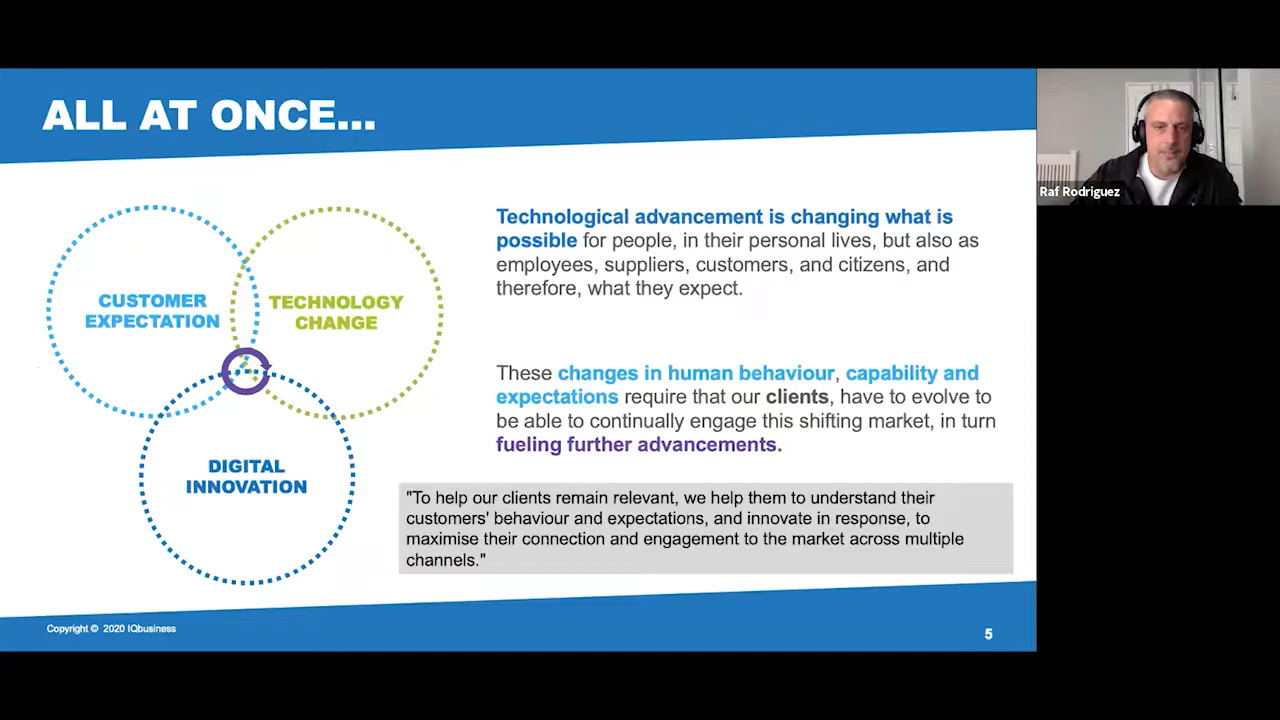 ALL AT ONCE...
Raf Rodriguez
CUSTOMER
EXPECTATION
TECHNOLOGY
CHANGE
DIGITAL
INNOVATION
Technological advancement is changing what is
possible for people, in their personal lives, but also as
employees, suppliers, customers, and citizens, and
therefore, what they expect.
These changes in human behaviour, capability and
expectations require that our clients, have to evolve to
be able to continually engage this shifting market, in turn
fueling further advancements.
"To help our clients remain relevant, we help them to understand their
customers' behaviour and expectations, and innovate in response, to
maximise their connection and engagement to the market across multiple
channels."
Copyright © 2020 IQbusiness
5